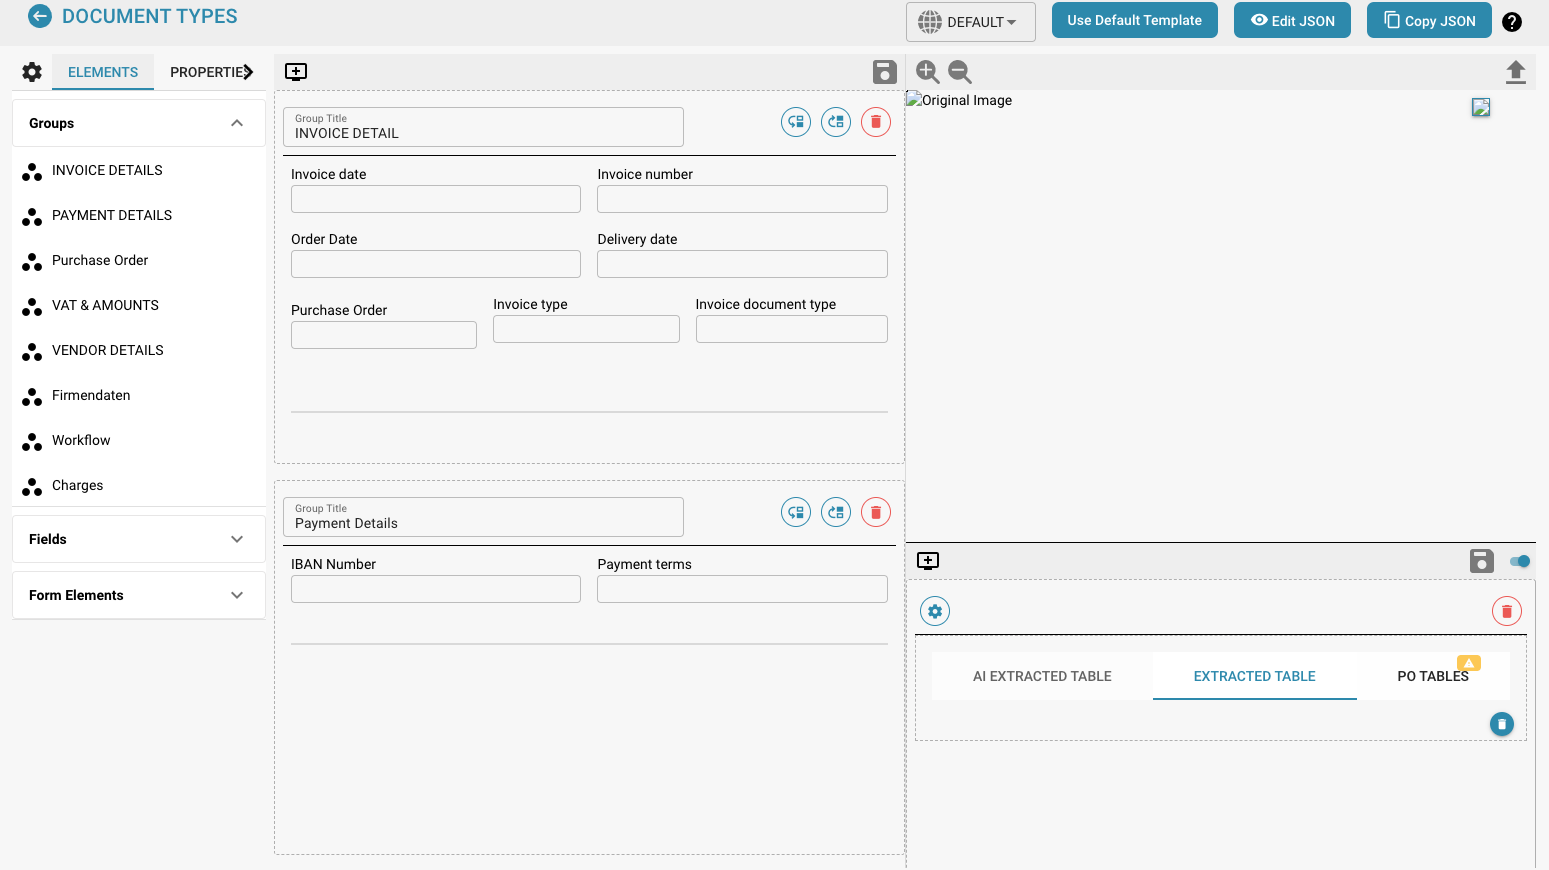 DOCUMENT TYPES
DEFAULT
Use Default Template
Edit JSON
Copy JSON
ELEMENTS
PROPERTIE
Groups
INVOICE DETAILS
PAYMENT DETAILS
Purchase Order
VAT & AMOUNTS
VENDOR DETAILS
Firmendaten
Workflow
Charges
Fields
Form Elements
Group Title
INVOICE DETAIL
Invoice date
Invoice number
Order Date
Delivery date
Purchase Order
Invoice type
Invoice document type
Group Title
Payment Details
IBAN Number
Payment terms
Original Image
AI EXTRACTED TABLE
EXTRACTED TABLE
PO TABLES